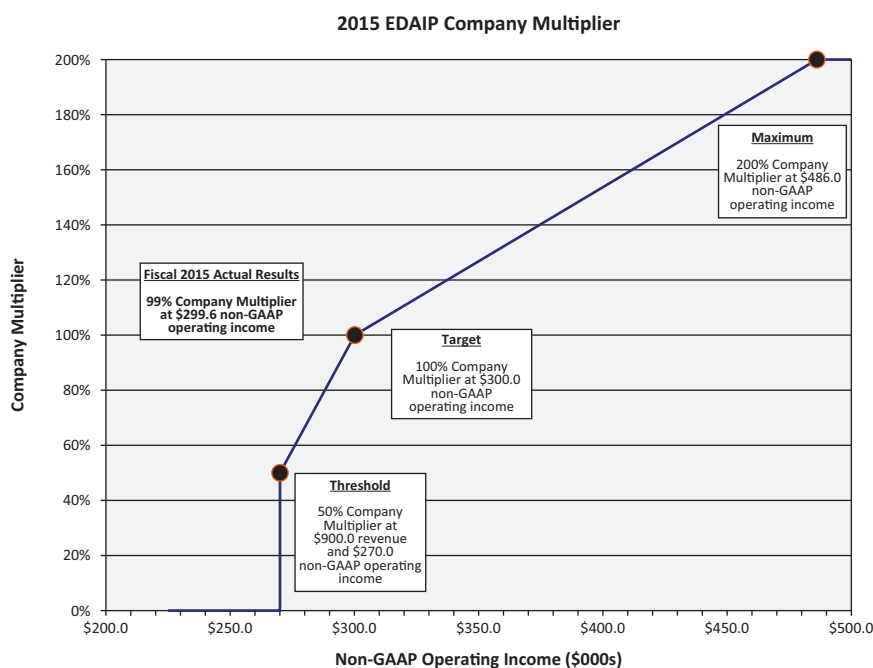 2015 EDAIP Company Multiplier
Company Multiplier
200%
180%
160%
140%
120%
100%
80%
60%
40%
20%
0%
Maximum
200% Company
Multiplier at $486.0
non-GAAP
operating income
Fiscal 2015 Actual Results
99% Company Multiplier
at $299.6 non-GAAP
operating income
Target
100% Company
Multiplier at $300.0
non-GAAP
operating income
Threshold
50% Company
Multiplier at
$900.0 revenue
and $270.0
non-GAAP operating
income
$200.0
$250.0
$300.0
$350.0
$400.0
$450.0
$500.0
Non-GAAP Operating Income ($000s)